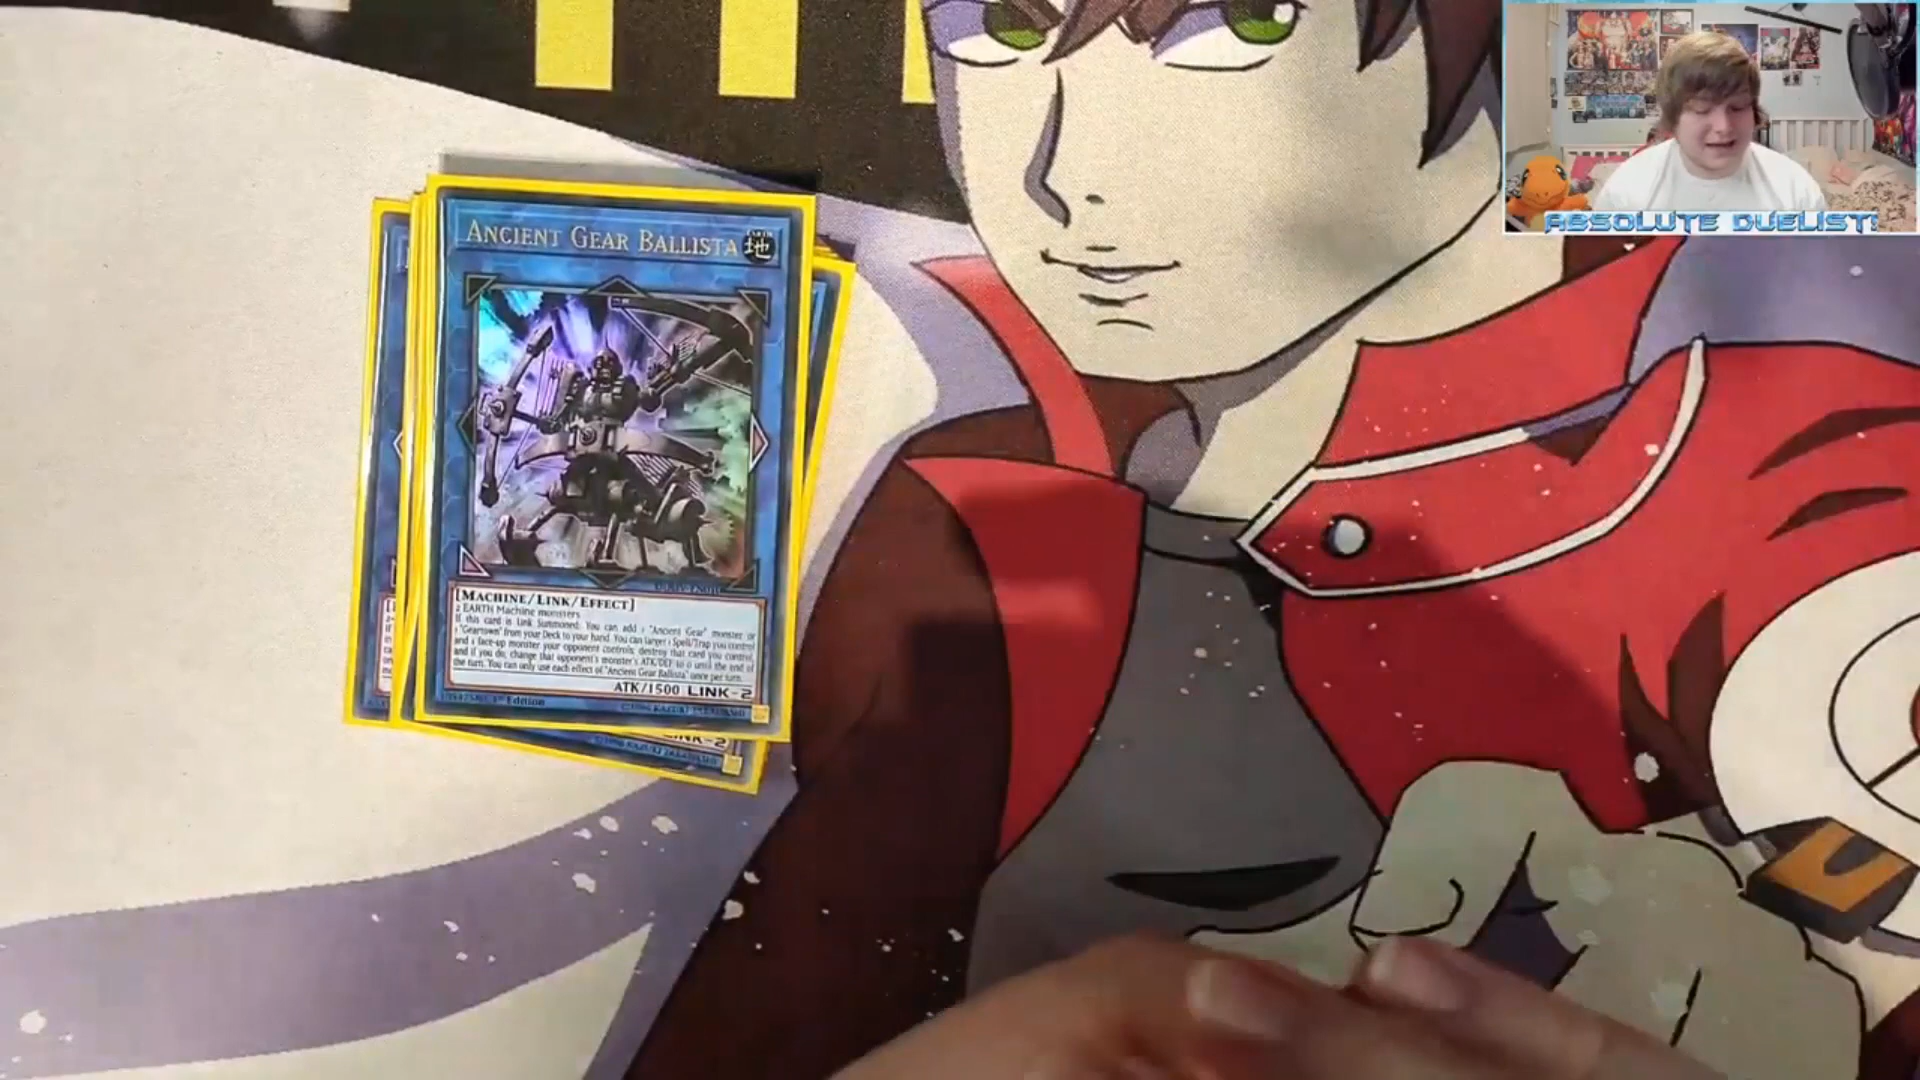 ABSOLUTE DUELIST!
ANCIENT GEAR BALLISTA
EARTH
地
[MACHINE/LINK/EFFECT]
2 EARTH Machine monsters
If this card is Link Summoned: You can add 1 "Ancient Gear" monster or
1 "Geartown" from your Deck to your hand. You can target 1 Spell/Trap you control
and 1 face-up monster your opponent controls; destroy that card you control,
and if you do, change that opponent's monster's ATK/DEF to 0 until the end of
the turn. You can only use each effect of "Ancient Gear Ballista" once per turn.
ATK/1500 LINK-2
1st Edition
LINK-2